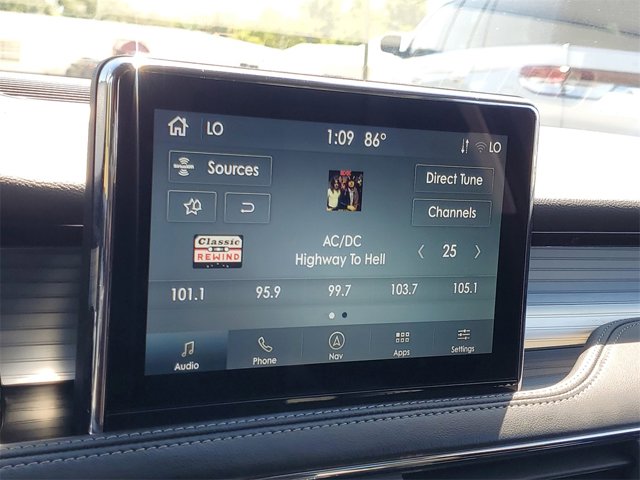 LO
1:09 86°
LO
Sources
Direct Tune
Channels
Classic
REWIND
AC/DC
Highway To Hell
25
101.1 95.9 99.7 103.7 105.1
Audio Phone Nav Apps Settings